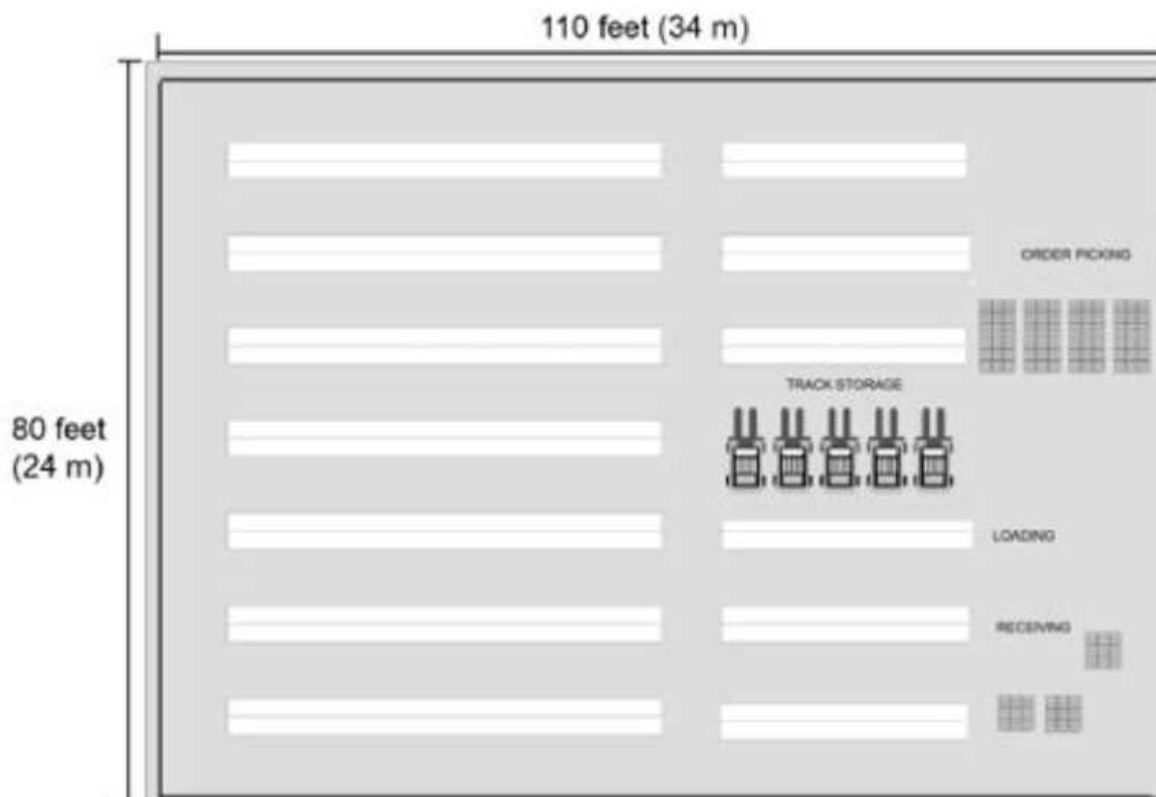 110 feet (34 m)
ORDER PICKING
TRACK STORAGE
80 feet
(24 m)
LOADING
RECEIVING